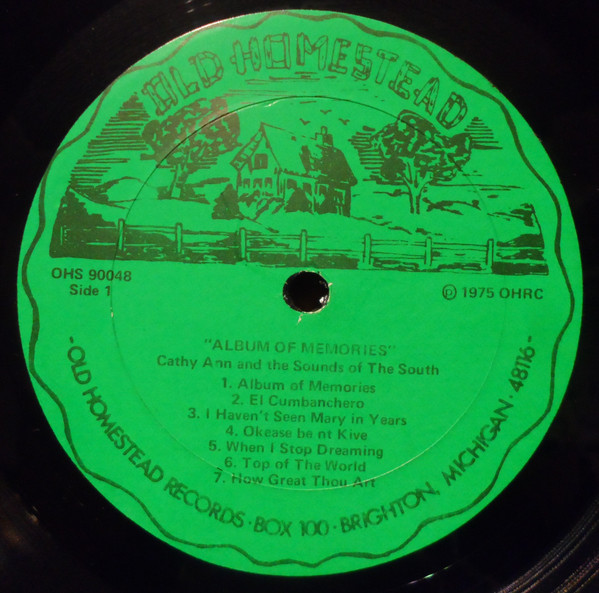 OLD HOMESTEAD
OHS 90048
Side 1
℗ 1975 OHRC
"ALBUM OF MEMORIES"
Cathy Ann and the Sounds of The South
1. Album of Memories
2. El Cumbanchero
3. I Haven't Seen Mary in Years
4. Okease be nt Kive
5. When I Stop Dreaming
6. Top of The World
7. How Great Thou Art
-OLD HOMESTEAD RECORDS · BOX 100 · BRIGHTON, MICHIGAN · 48116-